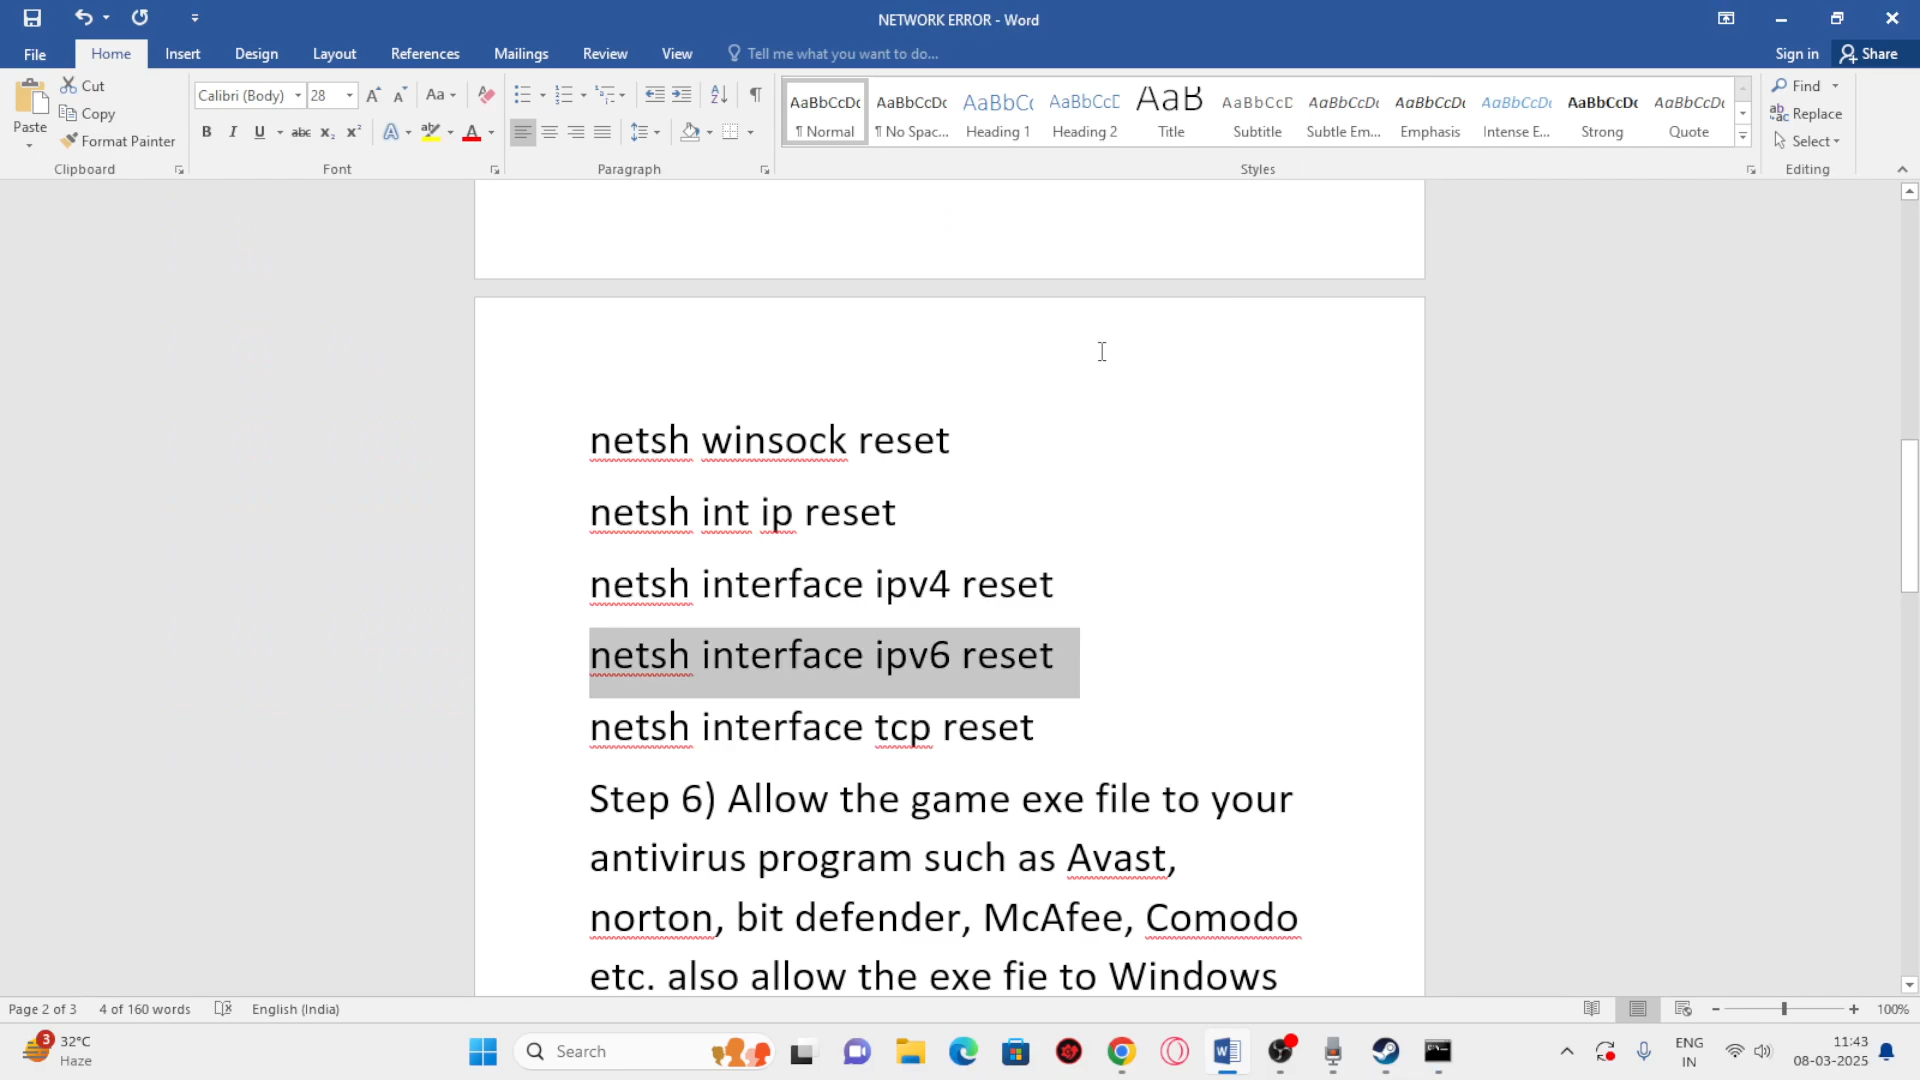 NETWORK ERROR - Word
File Home Insert Design Layout References Mailings Review View Tell me what you want to do... Sign in Share
Paste Cut Copy Format Painter
Calibri (Body) 28 Aa
B I U abc x₂ x² A A
AaBbCcDc AaBbCcDc AaBbCc AaBbCcD AaB AaBbCcD AaBbCcDc AaBbCcDc AaBbCcDc AaBbCcDc AaBbCcDc
¶ Normal ¶ No Spac... Heading 1 Heading 2 Title Subtitle Subtle Em... Emphasis Intense E... Strong Quote
Find Replace Select
Clipboard Font Paragraph Styles Editing
netsh winsock reset
netsh int ip reset
netsh interface ipv4 reset
netsh interface ipv6 reset
netsh interface tcp reset
Step 6) Allow the game exe file to your
antivirus program such as Avast,
norton, bit defender, McAfee, Comodo
etc. also allow the exe fie to Windows
Page 2 of 3 4 of 160 words English (India) 100%
3 32°C
Haze
Search
ENG
IN
11:43
08-03-2025